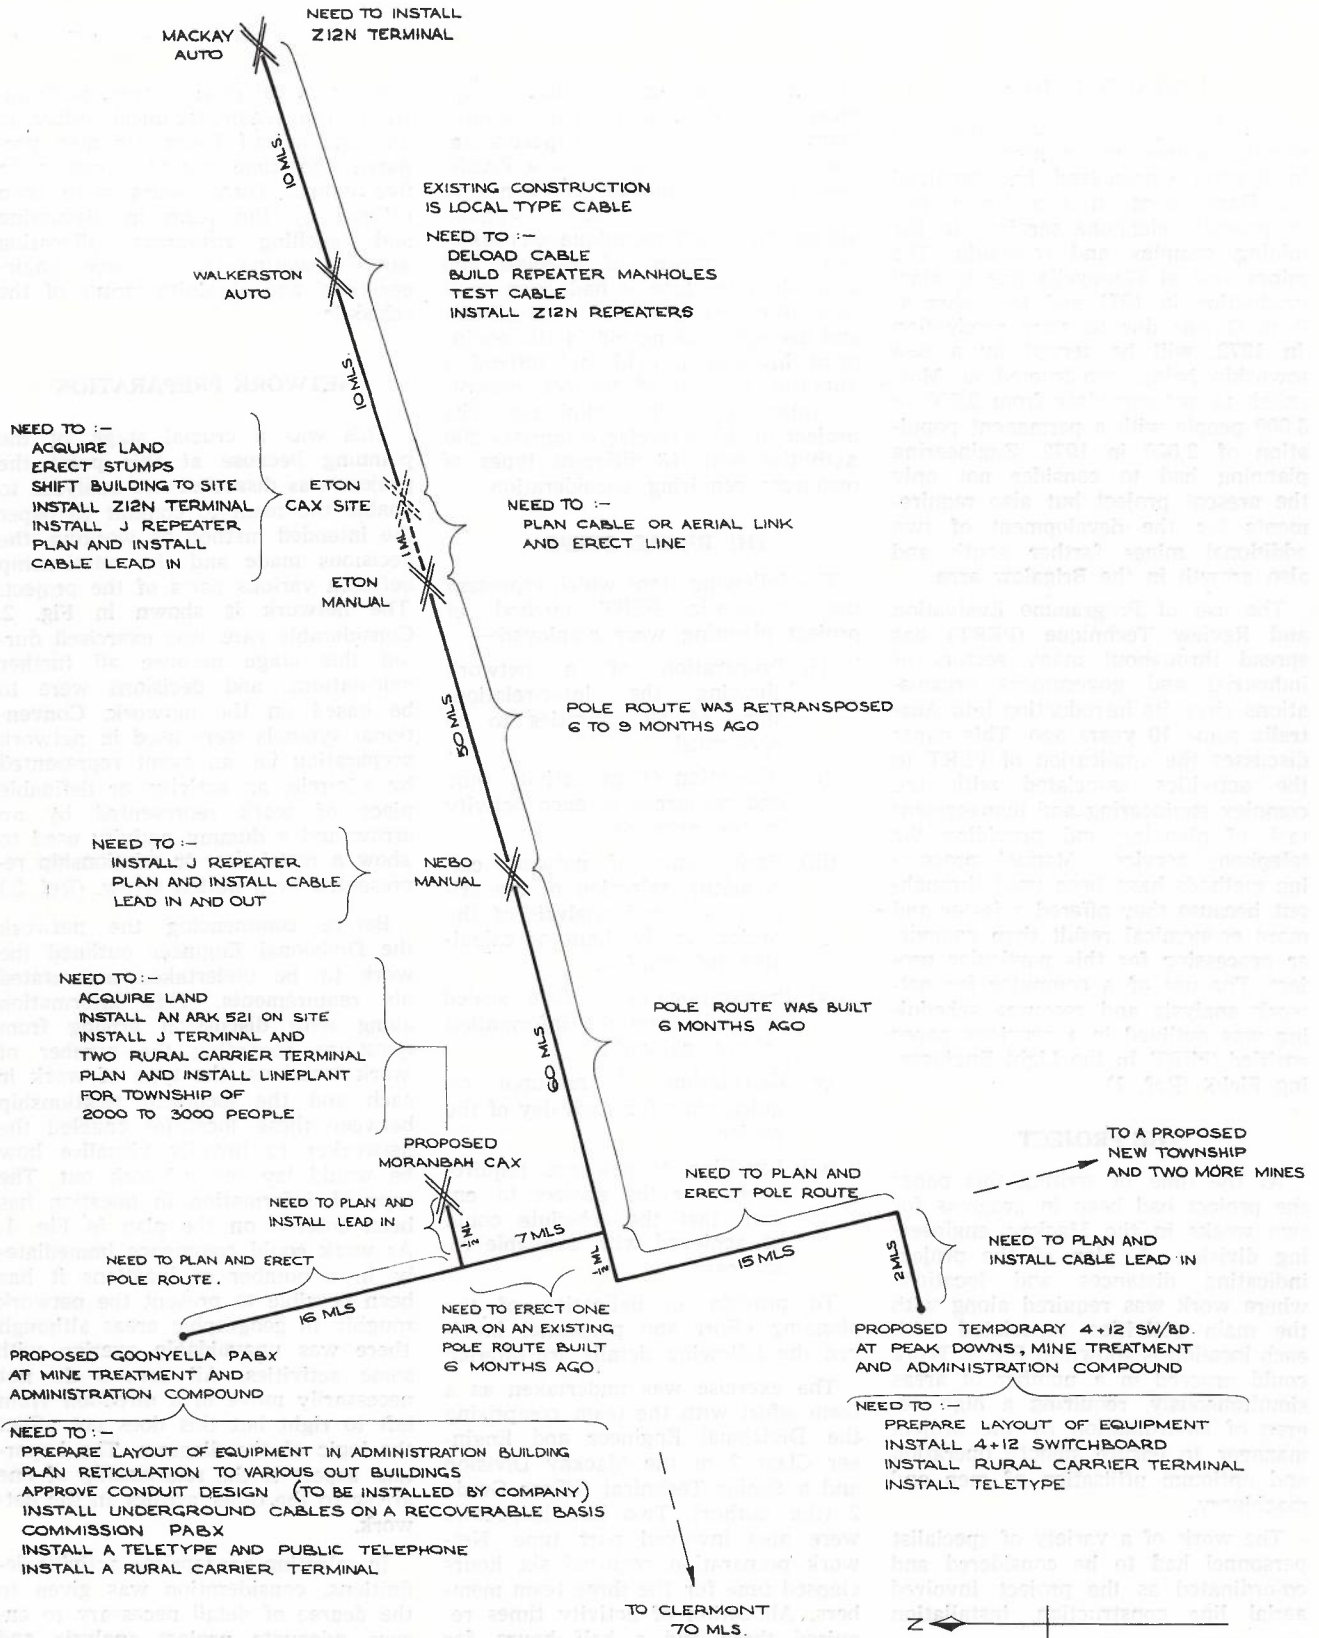 NEED TO INSTALL
Z12N TERMINAL
MACKAY
AUTO
10 MLS.
EXISTING CONSTRUCTION
IS LOCAL TYPE CABLE
NEED TO :-
DELOAD CABLE
BUILD REPEATER MANHOLES
TEST CABLE
INSTALL Z12N REPEATERS
WALKERSTON
AUTO
10 MLS.
NEED TO :-
ACQUIRE LAND
ERECT STUMPS
SHIFT BUILDING TO SITE
INSTALL Z12N TERMINAL
INSTALL J REPEATER
PLAN AND INSTALL
CABLE LEAD IN
ETON
CAX SITE
1 ML
NEED TO :-
PLAN CABLE OR AERIAL LINK
AND ERECT LINE
ETON
MANUAL
50 MLS
POLE ROUTE WAS RETRANSPOSED
6 TO 9 MONTHS AGO
NEED TO :-
INSTALL J REPEATER
PLAN AND INSTALL CABLE
LEAD IN AND OUT
NEBO
MANUAL
NEED TO :-
ACQUIRE LAND
INSTALL AN ARK 521 ON SITE
INSTALL J TERMINAL AND
TWO RURAL CARRIER TERMINAL
PLAN AND INSTALL LINEPLANT
FOR TOWNSHIP OF
2000 TO 3000 PEOPLE
60 MLS
POLE ROUTE WAS BUILT
6 MONTHS AGO
PROPOSED
MORANBAH CAX
NEED TO PLAN AND
INSTALL LEAD IN
1½ ML
7 MLS
½ ML
NEED TO PLAN AND
ERECT POLE ROUTE
TO A PROPOSED
NEW TOWNSHIP
AND TWO MORE MINES
15 MLS
2 MLS
NEED TO PLAN AND
INSTALL CABLE LEAD IN
NEED TO PLAN AND ERECT
POLE ROUTE.
16 MLS
NEED TO ERECT ONE
PAIR ON AN EXISTING
POLE ROUTE BUILT
6 MONTHS AGO.
PROPOSED GOONYELLA PABX
AT MINE TREATMENT AND
ADMINISTRATION COMPOUND
PROPOSED TEMPORARY 4+12 SW/BD.
AT PEAK DOWNS, MINE TREATMENT
AND ADMINISTRATION COMPOUND
NEED TO :-
PREPARE LAYOUT OF EQUIPMENT IN ADMINISTRATION BUILDING
PLAN RETICULATION TO VARIOUS OUT BUILDINGS
APPROVE CONDUIT DESIGN (TO BE INSTALLED BY COMPANY)
INSTALL UNDERGROUND CABLES ON A RECOVERABLE BASIS
COMMISSION PABX
INSTALL A TELETYPE AND PUBLIC TELEPHONE
INSTALL A RURAL CARRIER TERMINAL
NEED TO :-
PREPARE LAYOUT OF EQUIPMENT
INSTALL 4+12 SWITCHBOARD
INSTALL RURAL CARRIER TERMINAL
INSTALL TELETYPE
TO CLERMONT
70 MLS.
N